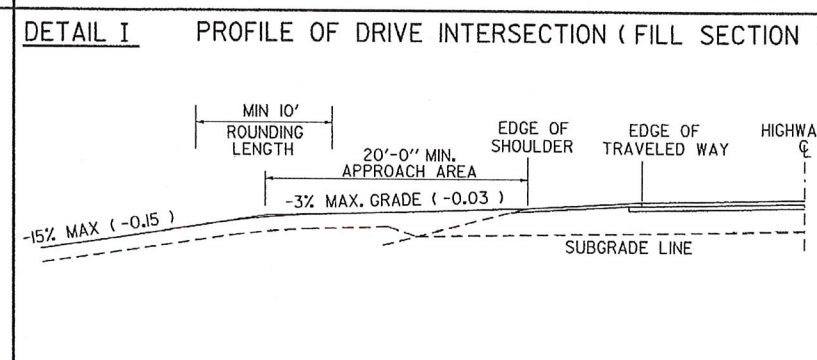 DETAIL I PROFILE OF DRIVE INTERSECTION ( FILL SECTION
MIN 10'
ROUNDING
LENGTH
20'-0" MIN.
APPROACH AREA
EDGE OF
SHOULDER
EDGE OF
TRAVELED WAY
HIGHWA
℄
-3% MAX. GRADE ( -0.03 )
-15% MAX ( -0.15 )
SUBGRADE LINE